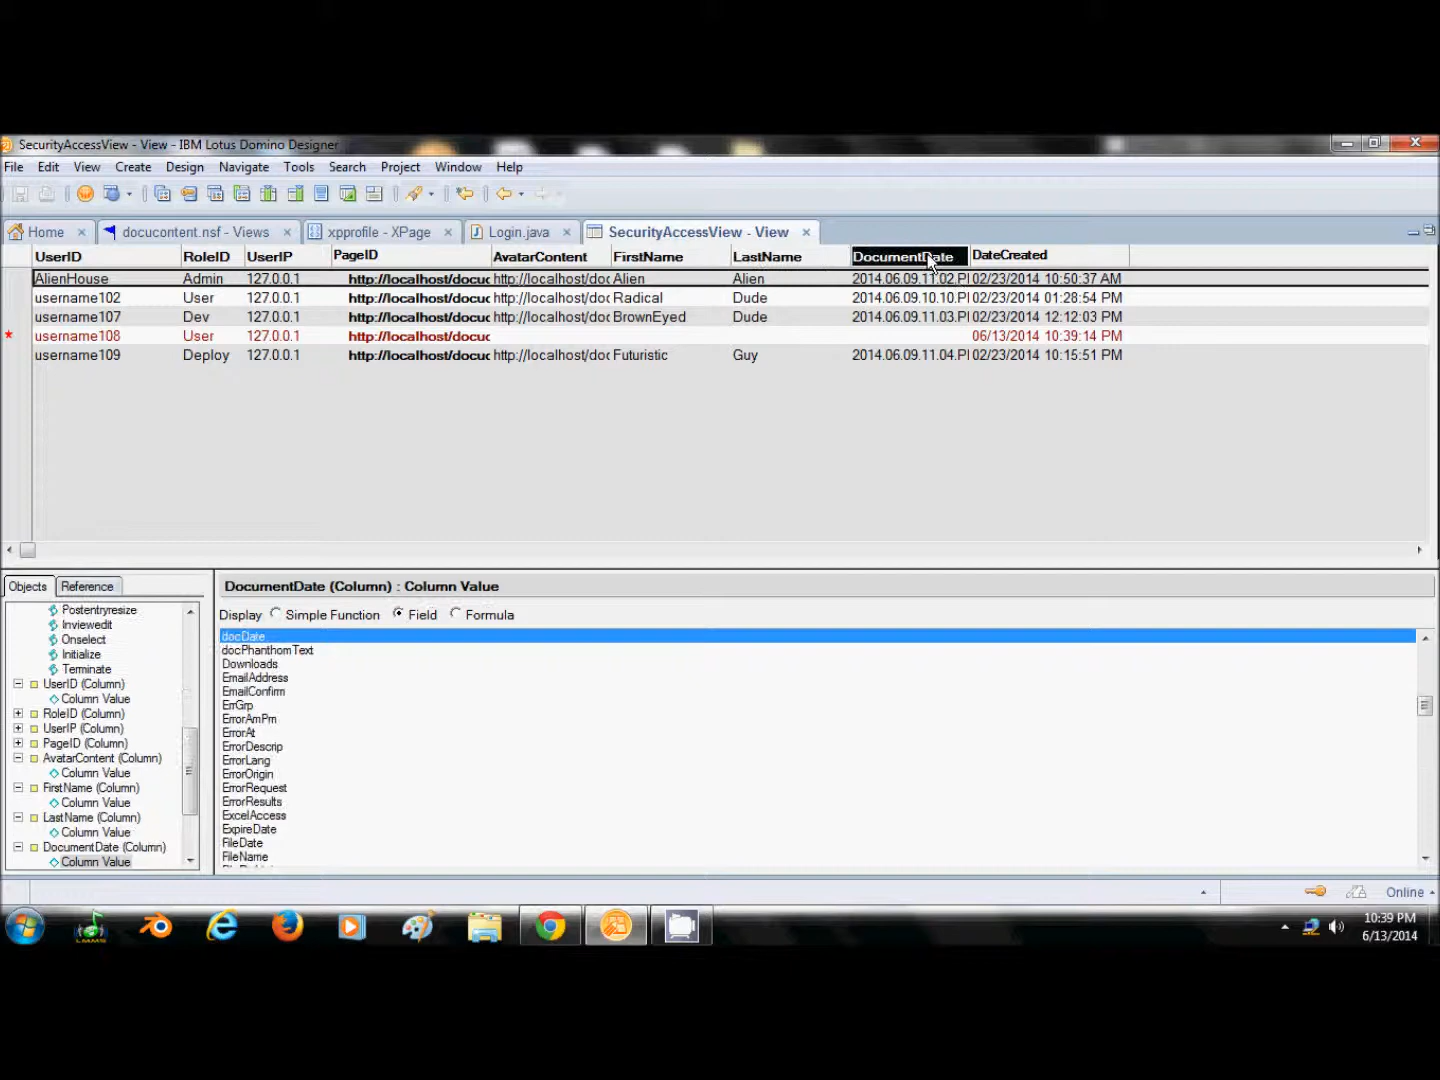 SecurityAccessView - View - IBM Lotus Domino Designer
File Edit View Create Design Navigate Tools Search Project Window Help
Home docucontent.nsf - Views xpprofile - XPage Login.java SecurityAccessView - View
UserID RoleID UserIP PageID AvatarContent FirstName LastName DocumentDate DateCreated
AlienHouse Admin 127.0.0.1 http://localhost/docuc http://localhost/doc Alien Alien 2014.06.09.11.02.P 02/23/2014 10:50:37 AM
username102 User 127.0.0.1 http://localhost/docuc http://localhost/doc Radical Dude 2014.06.09.10.10.P 02/23/2014 01:28:54 PM
username107 Dev 127.0.0.1 http://localhost/docuc http://localhost/doc BrownEyed Dude 2014.06.09.11.03.P 02/23/2014 12:12:03 PM
* username108 User 127.0.0.1 http://localhost/docuc 06/13/2014 10:39:14 PM
username109 Deploy 127.0.0.1 http://localhost/docuc http://localhost/doc Futuristic Guy 2014.06.09.11.04.P 02/23/2014 10:15:51 PM
Objects Reference
Postentryresize
Inviewedit
Onselect
Initialize
Terminate
UserID (Column)
Column Value
RoleID (Column)
UserIP (Column)
PageID (Column)
AvatarContent (Column)
Column Value
FirstName (Column)
Column Value
LastName (Column)
Column Value
DocumentDate (Column)
Column Value
DocumentDate (Column) : Column Value
Display Simple Function Field Formula
docDate
docPhanthomText
Downloads
EmailAddress
EmailConfirm
ErrGrp
ErrorAmPm
ErrorAt
ErrorDescrip
ErrorLang
ErrorOrigin
ErrorRequest
ErrorResults
ExcelAccess
ExpireDate
FileDate
FileName
Online
LMMS
10:39 PM
6/13/2014